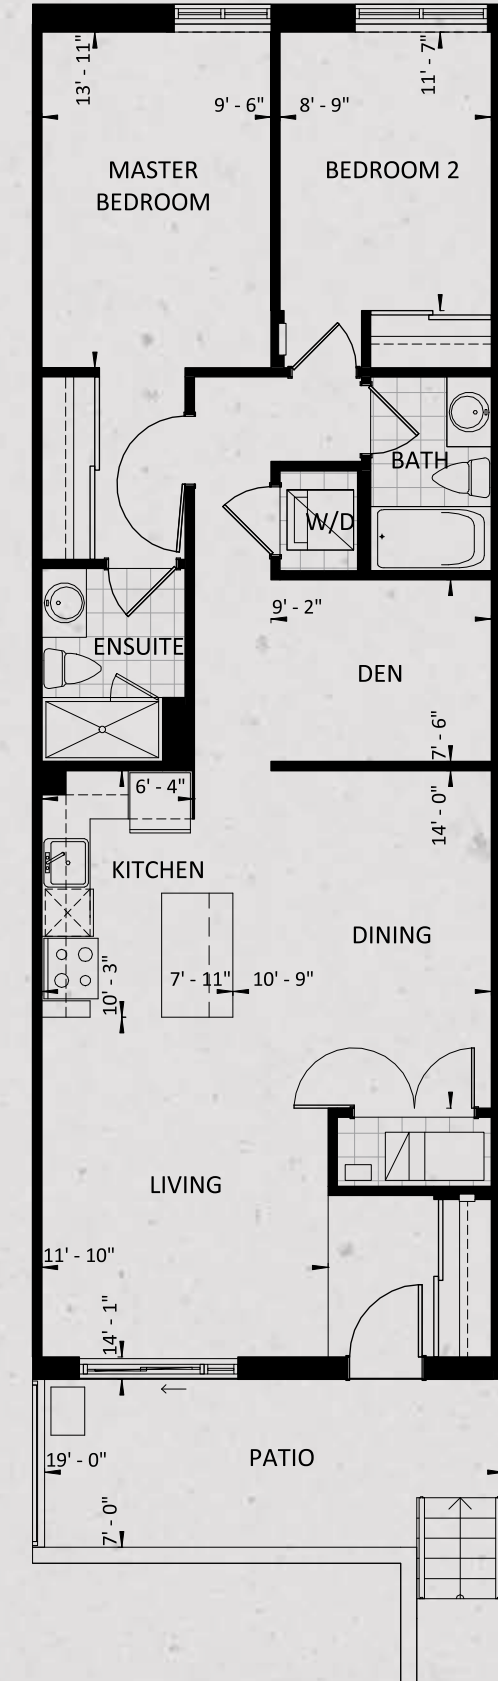 13' - 11"
11' - 7"
9' - 6"
8' - 9"
MASTER
BEDROOM
BEDROOM 2
BATH
W/D
9' - 2"
ENSUITE
DEN
7' - 6"
6' - 4"
14' - 0"
KITCHEN
DINING
10' - 3"
7' - 11"
10' - 9"
LIVING
11' - 10"
14' - 1"
PATIO
19' - 0"
7' - 0"